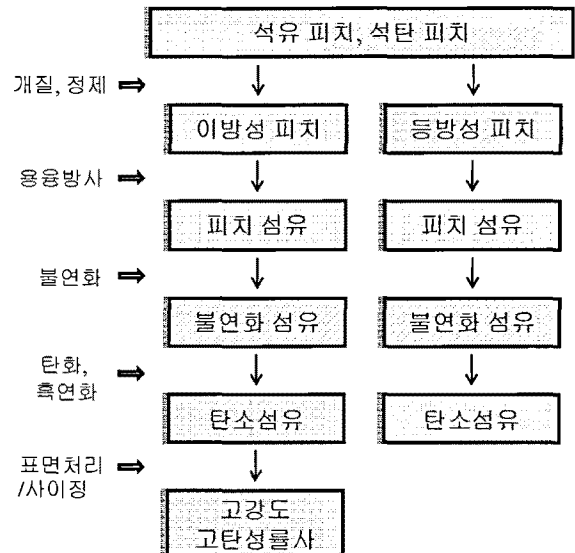 석유 피치, 석탄 피치
개질, 정제 ⇒
이방성 피치
등방성 피치
용융방사 ⇒
피치 섬유
피치 섬유
불연화 ⇒
불연화 섬유
불연화 섬유
탄화,
흑연화 ⇒
탄소섬유
탄소섬유
표면처리
/사이징 ⇒
고강도
고탄성률사